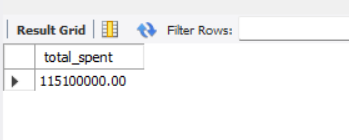 Result Grid Filter Rows:
total_spent
115100000.00